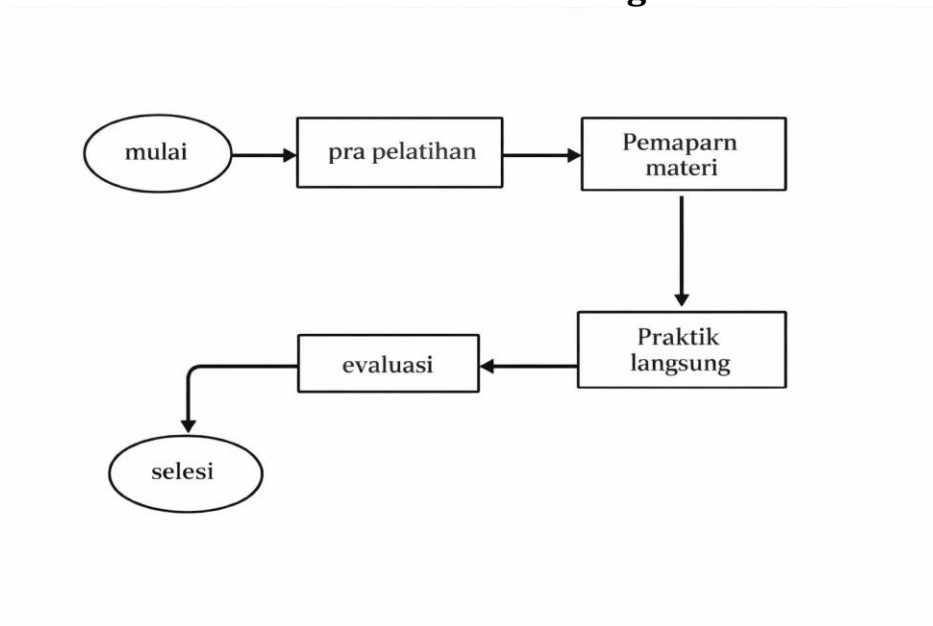 mulai
pra pelatihan
Pemaparn
materi
Praktik
langsung
evaluasi
selesi